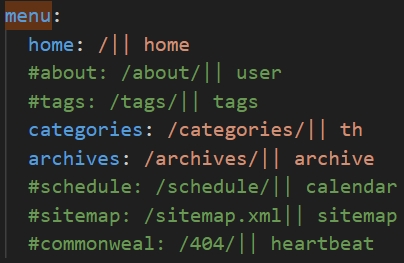 menu:
  home: /|| home
  #about: /about/|| user
  #tags: /tags/|| tags
  categories: /categories/|| th
  archives: /archives/|| archive
  #schedule: /schedule/|| calendar
  #sitemap: /sitemap.xml|| sitemap
  #commonweal: /404/|| heartbeat